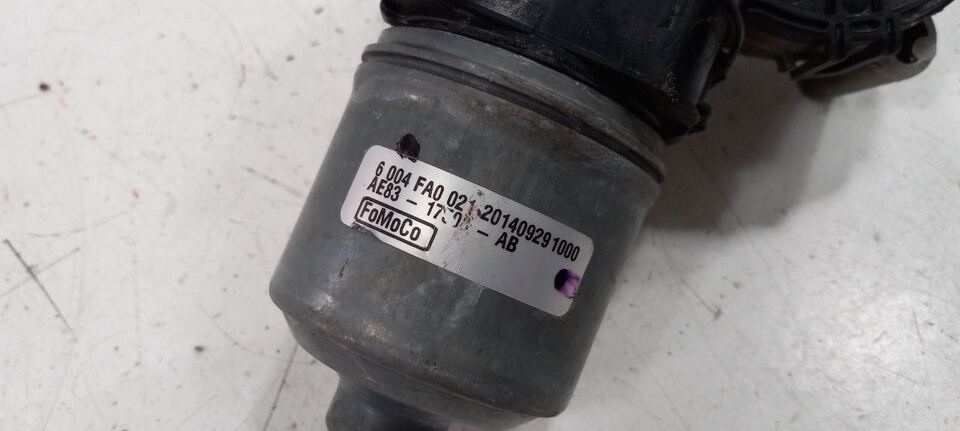 6 004 FA0 021 201409291000
AE83 - - AB
FoMoCo